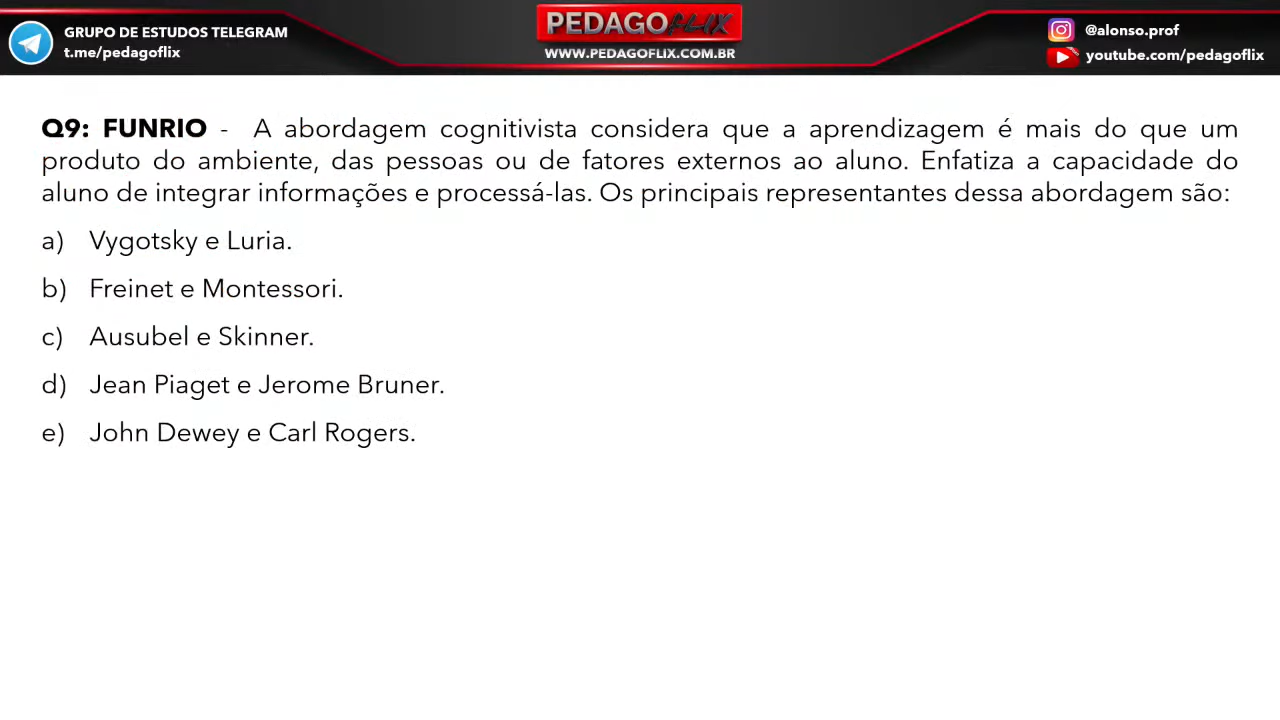 GRUPO DE ESTUDOS TELEGRAM
t.me/pedagoflix
PEDAGOFLIX
WWW.PEDAGOFLIX.COM.BR
@alonso.prof
youtube.com/pedagoflix
Q9: FUNRIO - A abordagem cognitivista considera que a aprendizagem é mais do que um
produto do ambiente, das pessoas ou de fatores externos ao aluno. Enfatiza a capacidade do
aluno de integrar informações e processá-las. Os principais representantes dessa abordagem são:
a) Vygotsky e Luria.
b) Freinet e Montessori.
c) Ausubel e Skinner.
d) Jean Piaget e Jerome Bruner.
e) John Dewey e Carl Rogers.